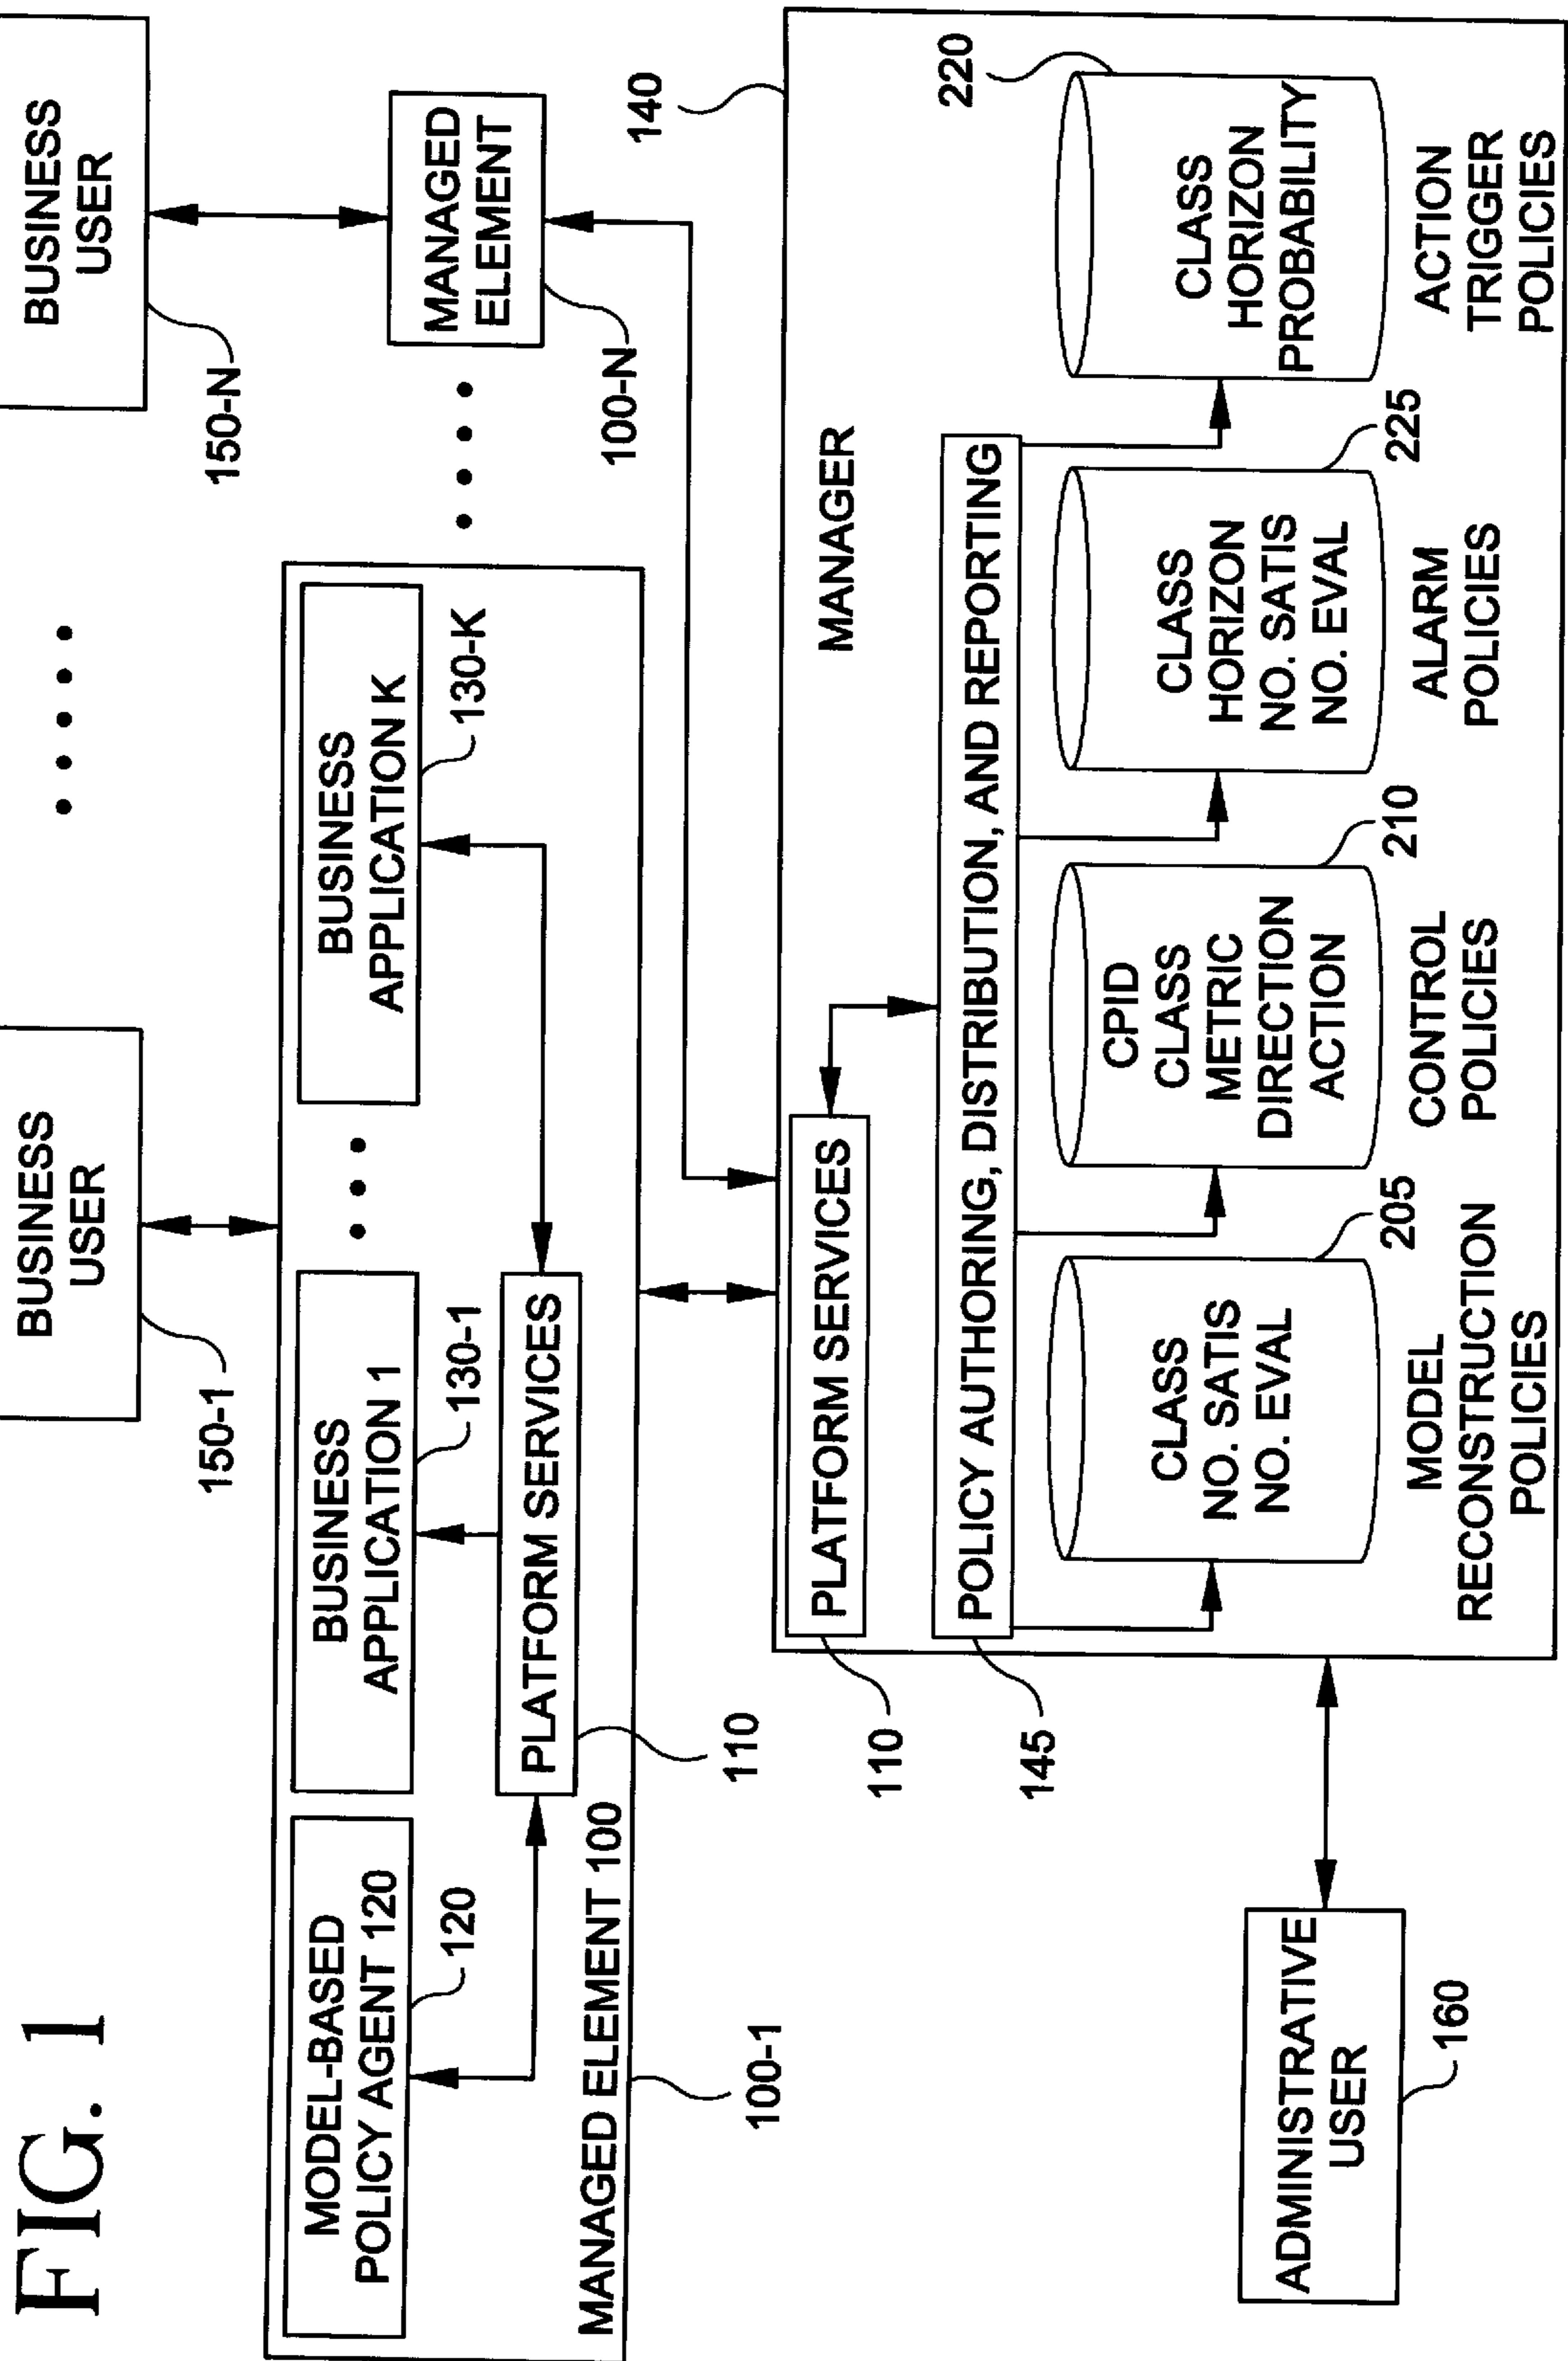 FIG. 1
BUSINESS
USER
150-1
BUSINESS
USER
150-N
MODEL-BASED
POLICY AGENT 120
120
BUSINESS
APPLICATION 1
130-1
BUSINESS
APPLICATION K
130-K
PLATFORM SERVICES
110
MANAGED ELEMENT 100
100-1
MANAGED
ELEMENT
100-N
140
MANAGER
PLATFORM SERVICES
110
POLICY AUTHORING, DISTRIBUTION, AND REPORTING
145
CLASS
NO. SATIS
NO. EVAL
205
MODEL
RECONSTRUCTION
POLICIES
CPID
CLASS
METRIC
DIRECTION
ACTION
210
CONTROL
POLICIES
CLASS
HORIZON
NO. SATIS
NO. EVAL
225
ALARM
POLICIES
CLASS
HORIZON
PROBABILITY
220
ACTION
TRIGGER
POLICIES
ADMINISTRATIVE
USER
160